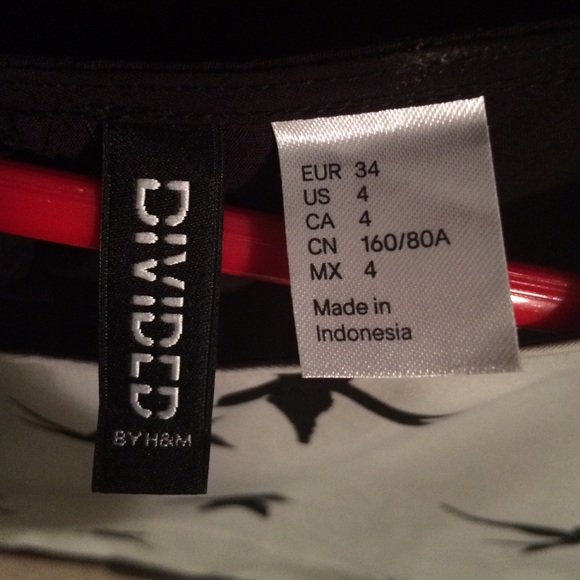 DIVIDED
BY H&M
EUR 34
US 4
CA 4
CN 160/80A
MX 4
Made in
Indonesia